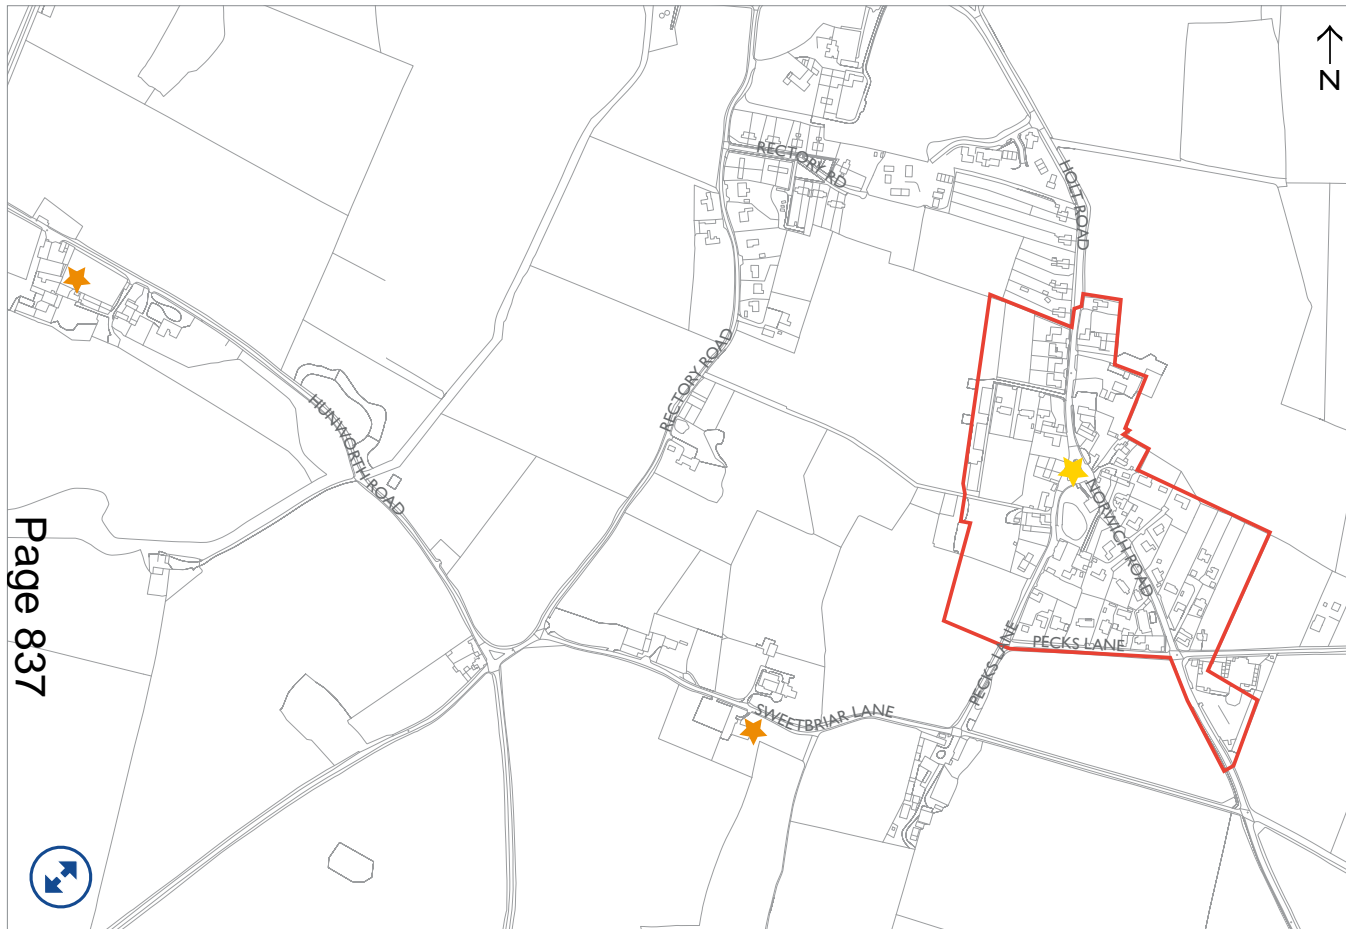 N
RECTORY RD
HOLT ROAD
RECTORY ROAD
HUNWORTH ROAD
NORWICH ROAD
PECKS LANE
PECKS LANE
SWEETBRIAR LANE
Page 837